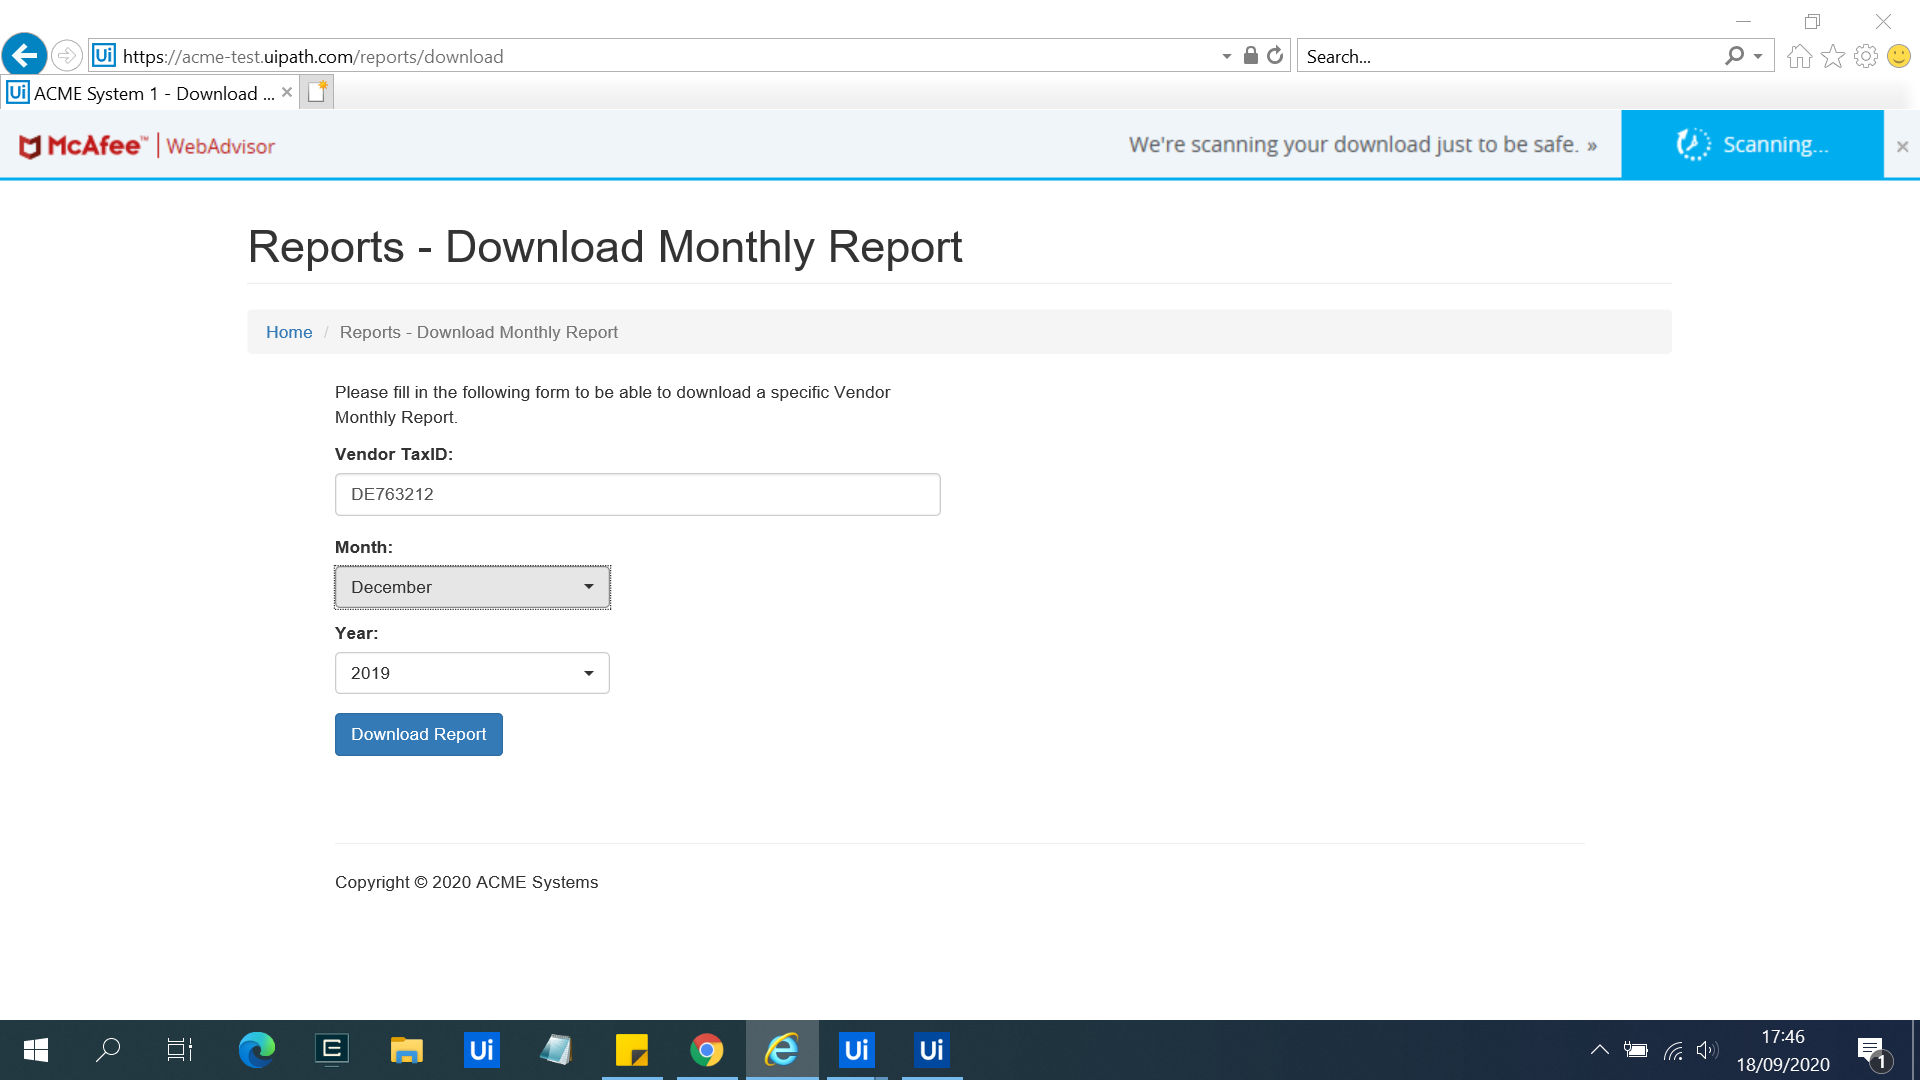 https://acme-test.uipath.com/reports/download
Search...
Ui ACME System 1 - Download ...
McAfee™ | WebAdvisor
We're scanning your download just to be safe. »
Scanning...
Reports - Download Monthly Report
Home / Reports - Download Monthly Report
Please fill in the following form to be able to download a specific Vendor
Monthly Report.
Vendor TaxID:
DE763212
Month:
December
Year:
2019
Download Report
Copyright © 2020 ACME Systems
Ui
Ui
Ui
17:46
18/09/2020
1